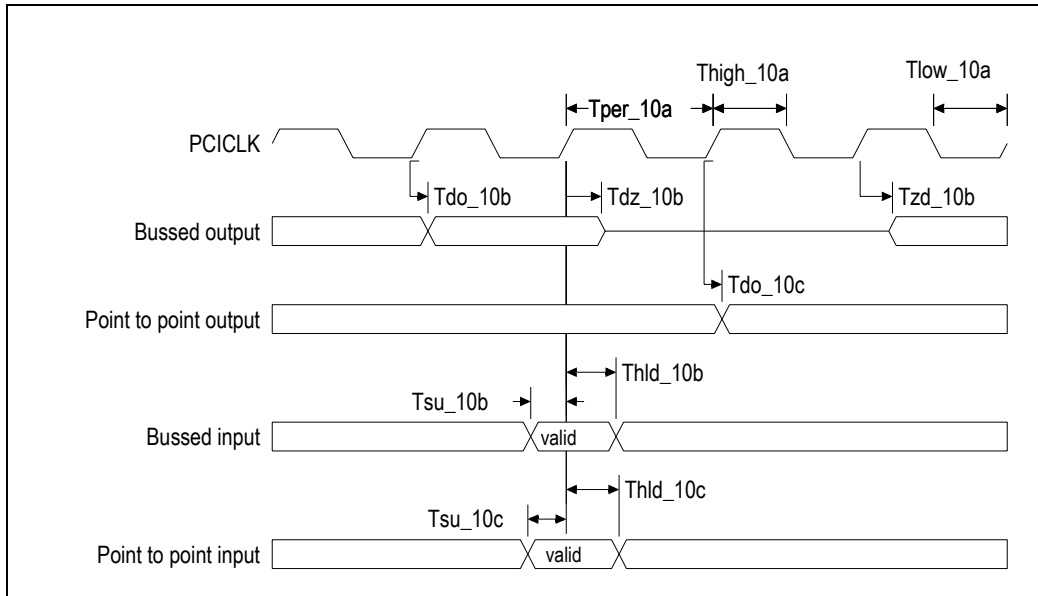 Thigh_10a
Tlow_10a
Tper_10a
PCICLK
Tdo_10b
Tdz_10b
Tzd_10b
Bussed output
Tdo_10c
Point to point output
Thld_10b
Tsu_10b
Bussed input
valid
Thld_10c
Tsu_10c
Point to point input
valid